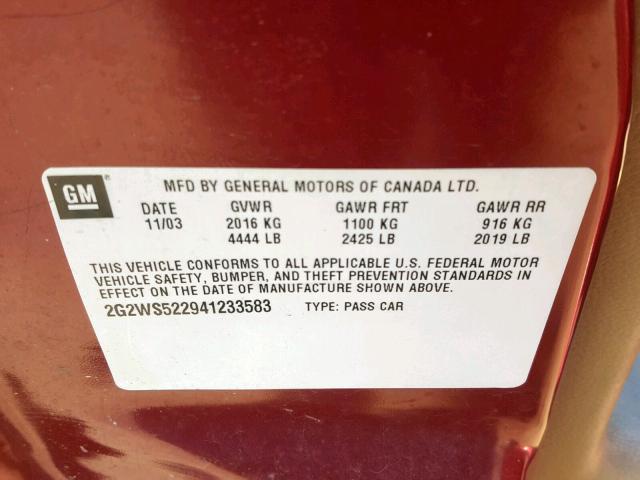 GM
MFD BY GENERAL MOTORS OF CANADA LTD.
DATE GVWR GAWR FRT GAWR RR
11/03 2016 KG 1100 KG 916 KG
4444 LB 2425 LB 2019 LB
THIS VEHICLE CONFORMS TO ALL APPLICABLE U.S. FEDERAL MOTOR
VEHICLE SAFETY, BUMPER, AND THEFT PREVENTION STANDARDS IN
EFFECT ON THE DATE OF MANUFACTURE SHOWN ABOVE.
2G2WS522941233583 TYPE: PASS CAR